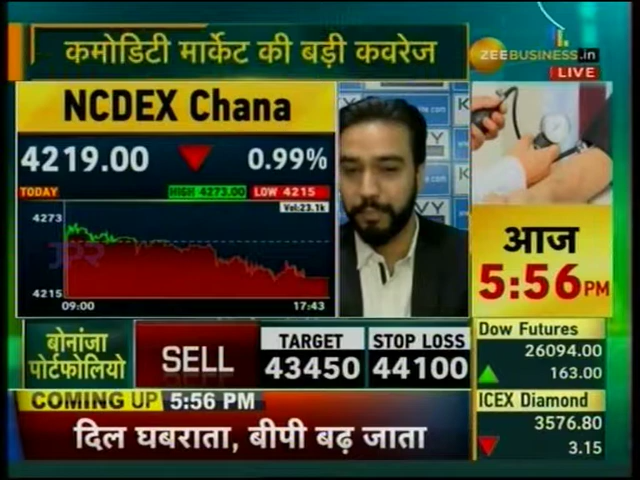 कमोडिटी मार्केट की बड़ी कवरेज
ZEEBUSINESS.in
LIVE
NCDEX Chana
4219.00 0.99%
TODAY HIGH 4273.00 LOW 4215
Vol:23.1k
4273
4215
09:00 17:43
JPR
आज
5:56 PM
बोनांजा
पोर्टफोलियो
SELL
TARGET
43450
STOP LOSS
44100
Dow Futures
26094.00
163.00
ICEX Diamond
3576.80
3.15
COMING UP 5:56 PM
दिल घबराता, बीपी बढ़ जाता